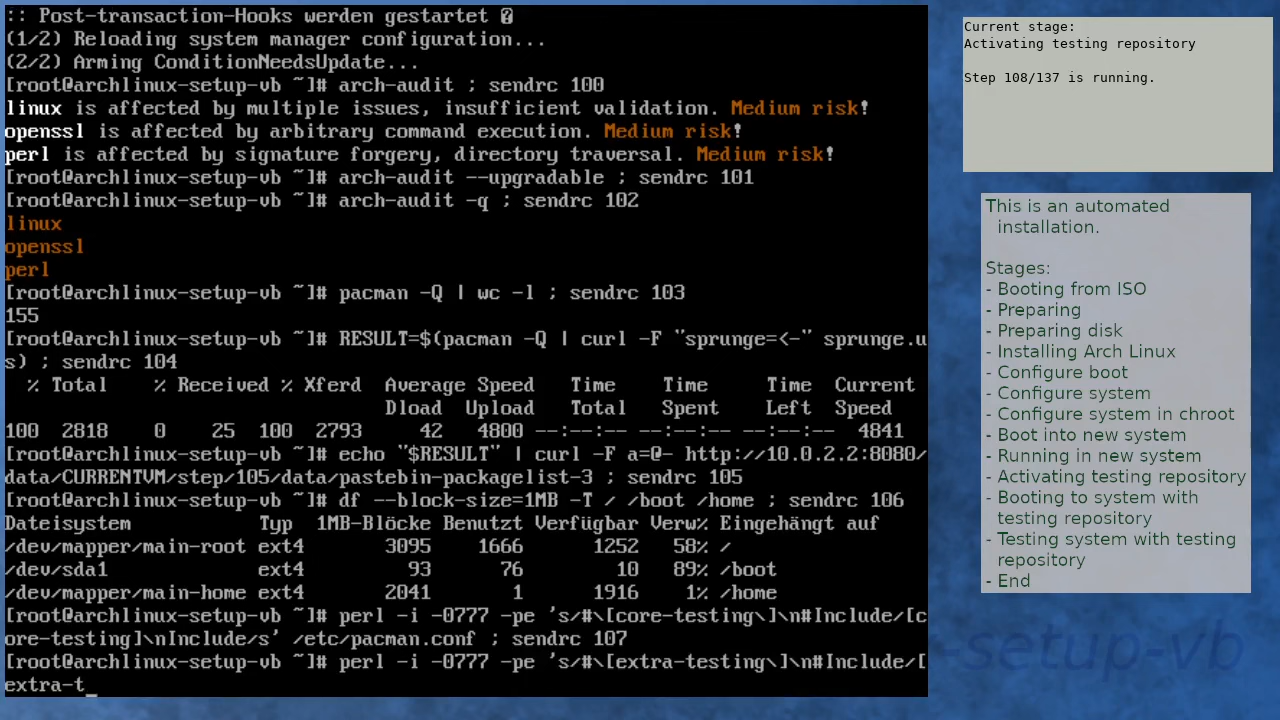 :: Post-transaction-Hooks werden gestartet
(1/2) Reloading system manager configuration...
(2/2) Arming ConditionNeedsUpdate...
[root@archlinux-setup-vb ~]# arch-audit ; sendrc 100
linux is affected by multiple issues, insufficient validation. Medium risk!
openssl is affected by arbitrary command execution. Medium risk!
perl is affected by signature forgery, directory traversal. Medium risk!
[root@archlinux-setup-vb ~]# arch-audit --upgradable ; sendrc 101
[root@archlinux-setup-vb ~]# arch-audit -q ; sendrc 102
linux
openssl
perl
[root@archlinux-setup-vb ~]# pacman -Q | wc -l ; sendrc 103
155
[root@archlinux-setup-vb ~]# RESULT=$(pacman -Q | curl -F "sprunge=<-" sprunge.u
s) ; sendrc 104
% Total % Received % Xferd Average Speed Time Time Time Current
Dload Upload Total Spent Left Speed
100 2818 0 25 100 2793 42 4800 --:--:-- --:--:-- --:--:-- 4841
[root@archlinux-setup-vb ~]# echo "$RESULT" | curl -F a=@- http://10.0.2.2:8080/
data/CURRENTVM/step/105/data/pastebin-packagelist-3 ; sendrc 105
[root@archlinux-setup-vb ~]# df --block-size=1MB -T / /boot /home ; sendrc 106
Dateisystem Typ 1MB-Blöcke Benutzt Verfügbar Verw% Eingehängt auf
/dev/mapper/main-root ext4 3095 1666 1252 58% /
/dev/sda1 ext4 93 76 10 89% /boot
/dev/mapper/main-home ext4 2041 1 1916 1% /home
[root@archlinux-setup-vb ~]# perl -i -0777 -pe 's/#\[core-testing\]\n#Include/[c
ore-testing]\nInclude/s' /etc/pacman.conf ; sendrc 107
[root@archlinux-setup-vb ~]# perl -i -0777 -pe 's/#\[extra-testing\]\n#Include/[
extra-t_
Current stage:
Activating testing repository
Step 108/137 is running.
This is an automated
installation.
Stages:
- Booting from ISO
- Preparing
- Preparing disk
- Installing Arch Linux
- Configure boot
- Configure system
- Configure system in chroot
- Boot into new system
- Running in new system
- Activating testing repository
- Booting to system with
testing repository
- Testing system with testing
repository
- End
-setup-vb